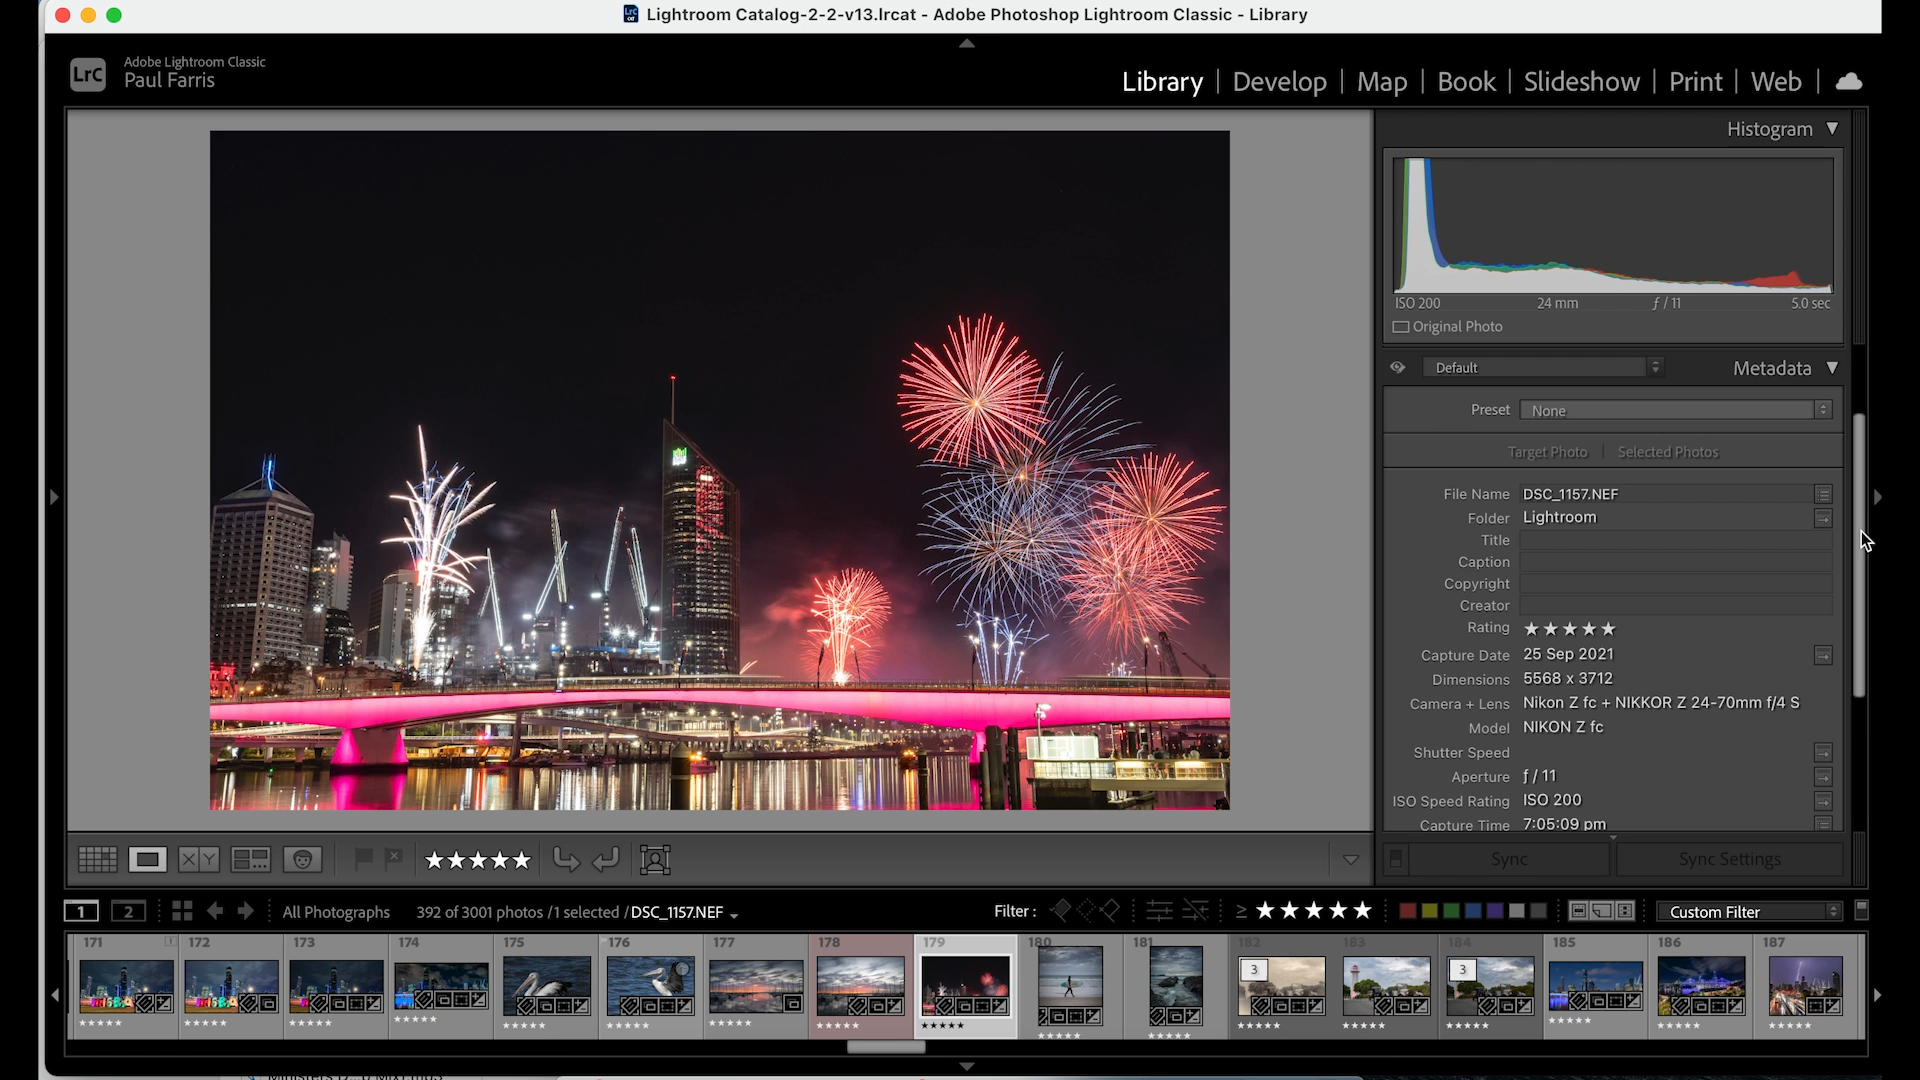 Lightroom Catalog-2-2-v13.lrcat - Adobe Photoshop Lightroom Classic - Library
LrC
Adobe Lightroom Classic
Paul Farris
Library | Develop | Map | Book | Slideshow | Print | Web |
Histogram
ISO 200 24 mm ƒ / 11 5.0 sec
Original Photo
Default Metadata
Preset None
Target Photo Selected Photos
File Name DSC_1157.NEF
Folder Lightroom
Title
Caption
Copyright
Creator
Rating ★★★★★
Capture Date 25 Sep 2021
Dimensions 5568 x 3712
Camera + Lens Nikon Z fc + NIKKOR Z 24-70mm f/4 S
Model NIKON Z fc
Shutter Speed
Aperture ƒ / 11
ISO Speed Rating ISO 200
Capture Time 7:05:09 pm
XY
Sync Sync Settings
1 2 All Photographs 392 of 3001 photos /1 selected /DSC_1157.NEF Filter : ≥ ★★★★★ Custom Filter
171 172 173 174 175 176 177 178 179 180 181 182 183 184 185 186 187
3 3